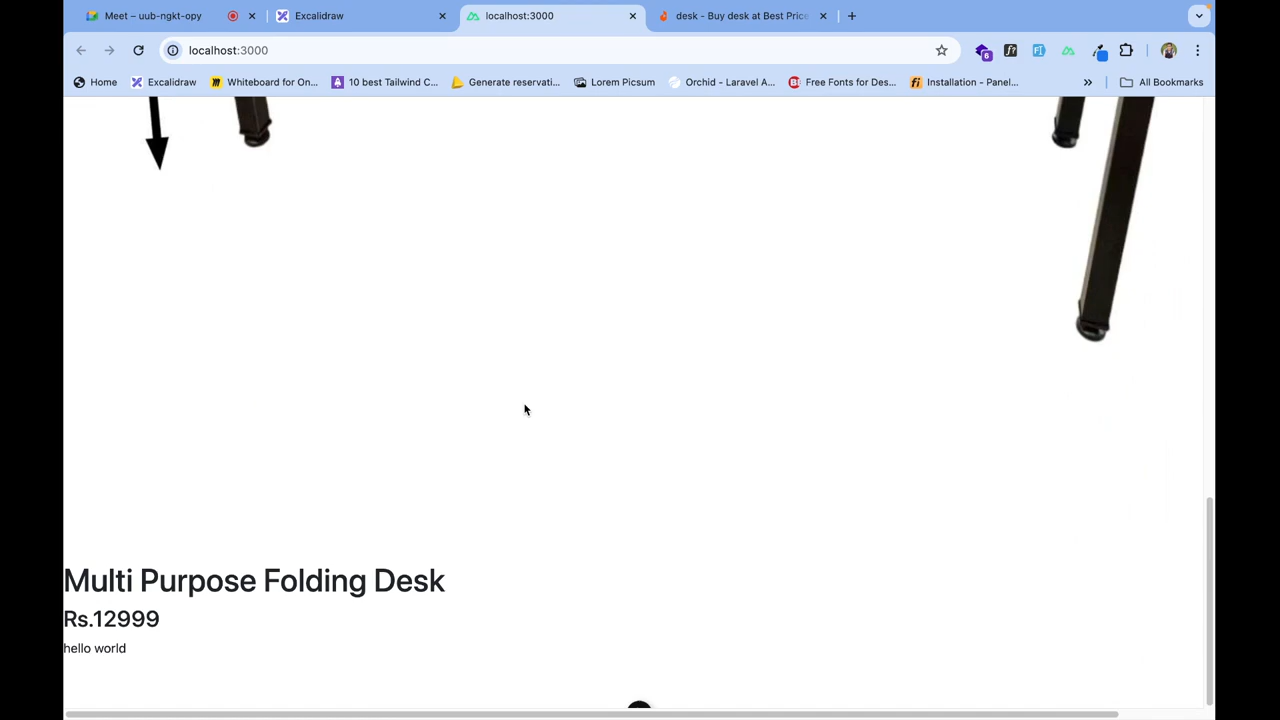 Meet – uub-ngkt-opy
Excalidraw
localhost:3000
desk - Buy desk at Best Price
localhost:3000
Home
Excalidraw
Whiteboard for On...
10 best Tailwind C...
Generate reservati...
Lorem Picsum
Orchid - Laravel ...
Free Fonts for Des...
Installation - Panel...
»
All Bookmarks
Multi Purpose Folding Desk
Rs.12999
hello world